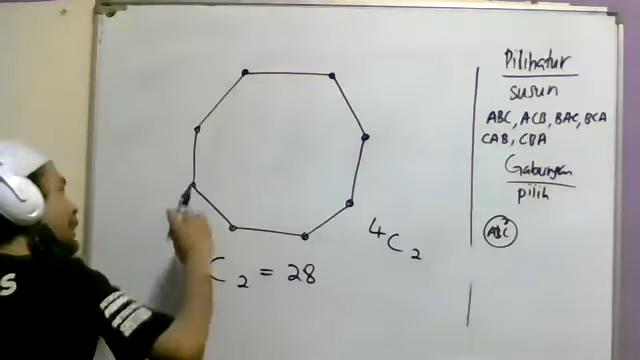 Pilihatur
susun
ABC, ACB, BAC, BCA
CAB, CBA
Gabungan
pilih
ABC
4C2
C2 = 28
S